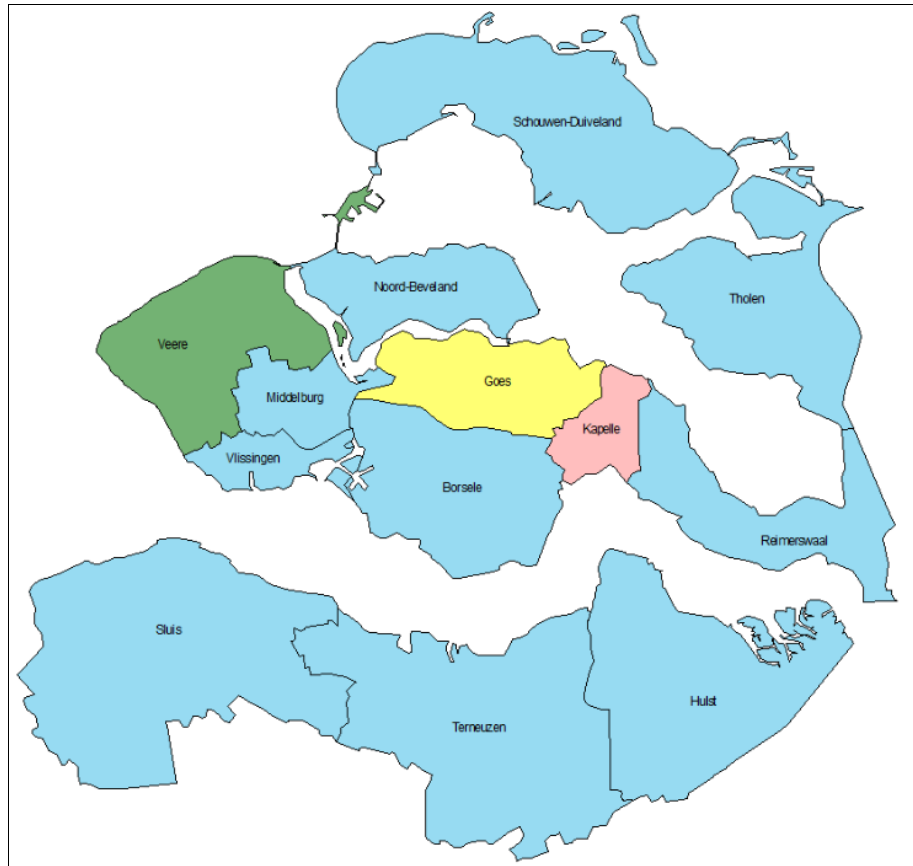 Schouwen-Duiveland
Noord-Beveland
Tholen
Veere
Goes
Middelburg
Kapelle
Vlissingen
Borsele
Reimerswaal
Sluis
Hulst
Terneuzen